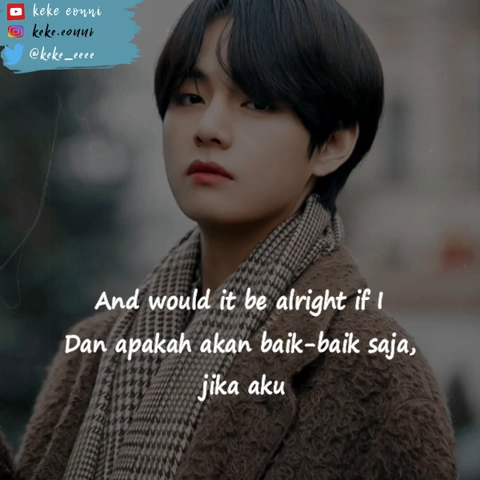 keke eonni
keke.eonni
@keke_eeee
And would it be alright if I
Dan apakah akan baik-baik saja,
jika aku